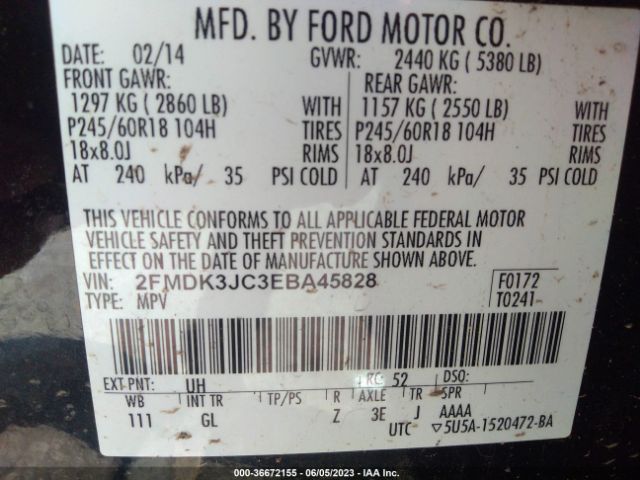 MFD. BY FORD MOTOR CO.
DATE: 02/14 GVWR: 2440 KG ( 5380 LB)
FRONT GAWR: REAR GAWR:
1297 KG ( 2860 LB) WITH 1157 KG ( 2550 LB) WITH
P245/60R18 104H TIRES P245/60R18 104H TIRES
18x8.0J RIMS 18x8.0J RIMS
AT 240 kPa/ 35 PSI COLD AT 240 kPa/ 35 PSI COLD
THIS VEHICLE CONFORMS TO ALL APPLICABLE FEDERAL MOTOR
VEHICLE SAFETY AND THEFT PREVENTION STANDARDS IN
EFFECT ON THE DATE OF MANUFACTURE SHOWN ABOVE.
VIN: 2FMDK3JC3EBA45828 F0172
TYPE: MPV T0241
EXT PNT: UH RC 52 DSO:
WB INT TR TP/PS R AXLE TR SPR
111 GL Z 3E J AAAA
UTC ▽5U5A-1520472-BA
000-36672155 - 06/05/2023 - IAA Inc.